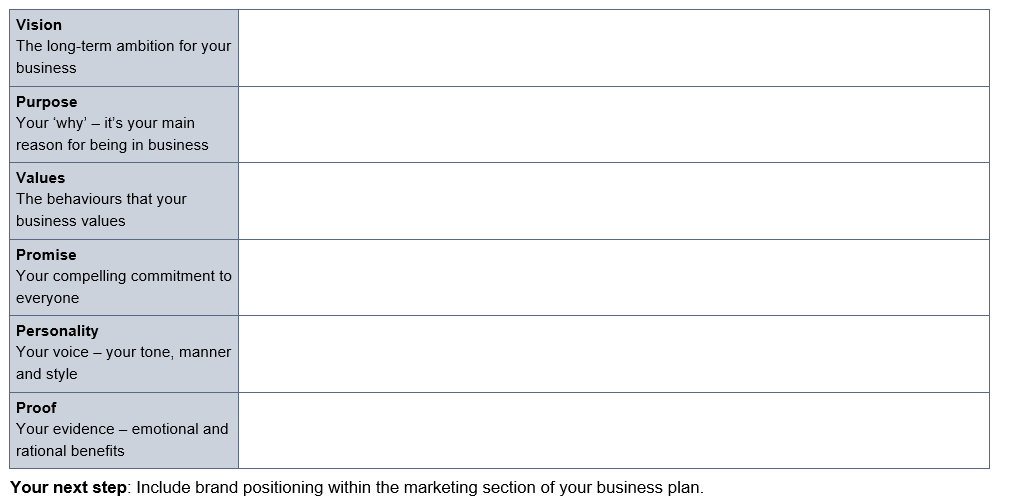 Vision
The long-term ambition for your
business
Purpose
Your ‘why’ – it’s your main
reason for being in business
Values
The behaviours that your
business values
Promise
Your compelling commitment to
everyone
Personality
Your voice – your tone, manner
and style
Proof
Your evidence – emotional and
rational benefits
Your next step: Include brand positioning within the marketing section of your business plan.